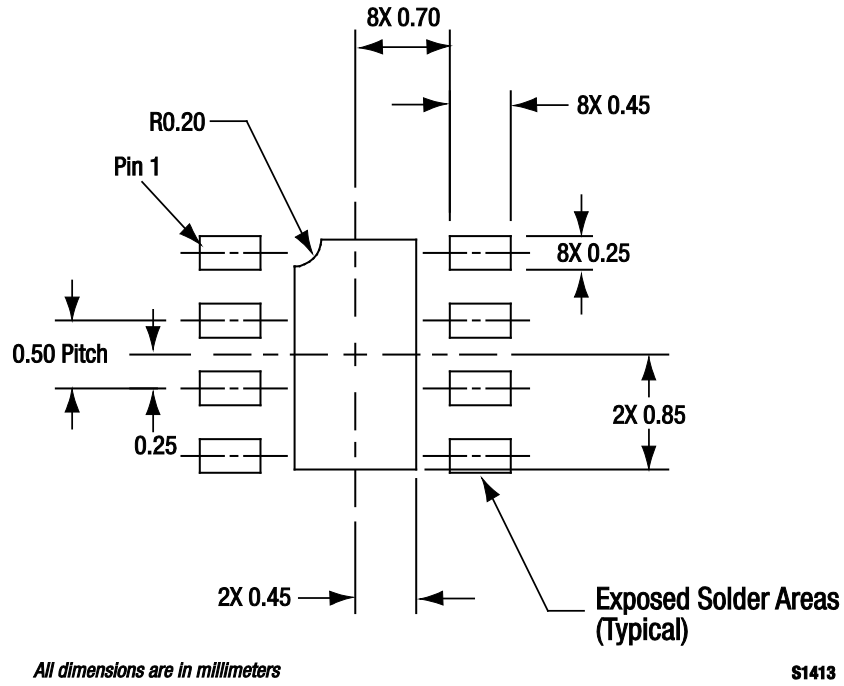 8X 0.70
8X 0.45
R0.20
Pin 1
8X 0.25
0.50 Pitch
2X 0.85
0.25
2X 0.45
Exposed Solder Areas
(Typical)
All dimensions are in millimeters
S1413